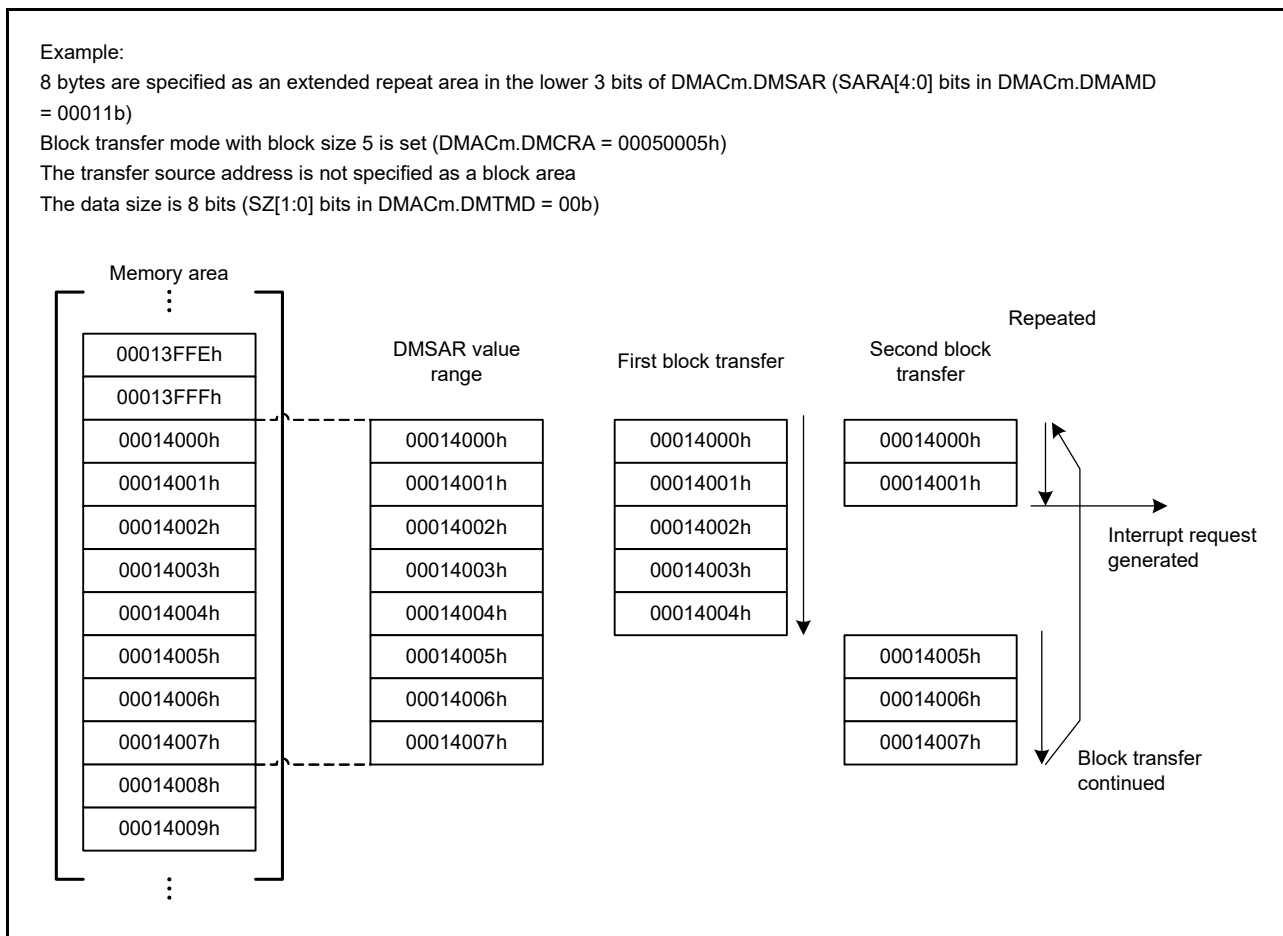 Example:
8 bytes are specified as an extended repeat area in the lower 3 bits of DMACm.DMSAR (SARA[4:0] bits in DMACm.DMAMD
= 00011b)
Block transfer mode with block size 5 is set (DMACm.DMCRA = 00050005h)
The transfer source address is not specified as a block area
The data size is 8 bits (SZ[1:0] bits in DMACm.DMTMD = 00b)
Memory area
⋮
00013FFEh
00013FFFh
00014000h
00014001h
00014002h
00014003h
00014004h
00014005h
00014006h
00014007h
00014008h
00014009h
⋮
DMSAR value
range
00014000h
00014001h
00014002h
00014003h
00014004h
00014005h
00014006h
00014007h
First block transfer
00014000h
00014001h
00014002h
00014003h
00014004h
Second block
transfer
00014000h
00014001h
00014005h
00014006h
00014007h
Repeated
Interrupt request
generated
Block transfer
continued